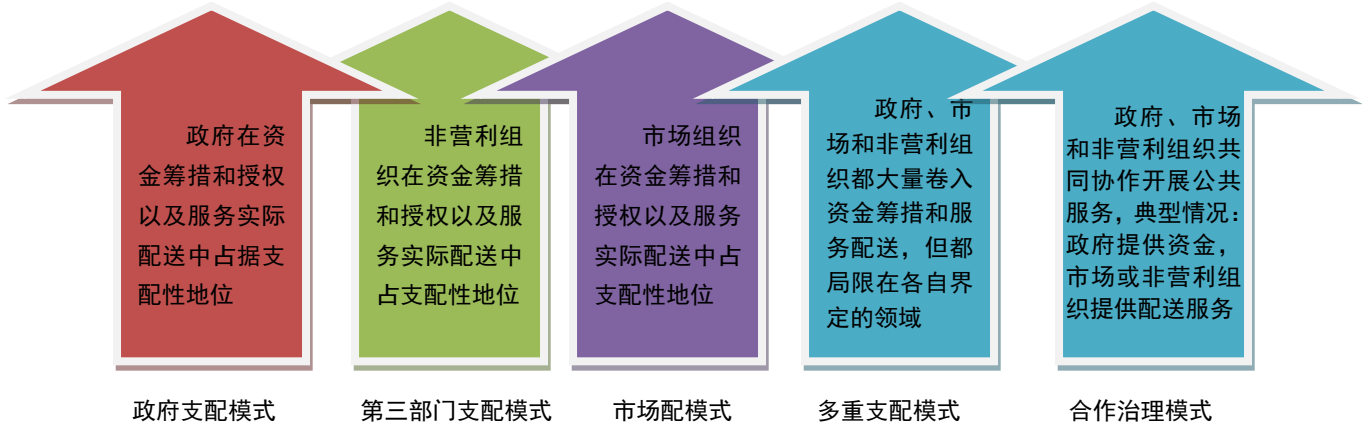 政府在资
金筹措和授权
以及服务实际
配送中占据支
配性地位
非营利组
织在资金筹措
和授权以及服
务实际配送中
占支配性地位
市场组织
在资金筹措和
授权以及服务
实际配送中占
支配性地位
政府、市
场和非营利组
织都大量卷入
资金筹措和服
务配送，但都
局限在各自界
定的领域
政府、市场
和非营利组织共
同协作开展公共
服务，典型情况：
政府提供资金，
市场或非营利组
织提供配送服务
政府支配模式
第三部门支配模式
市场配模式
多重支配模式
合作治理模式